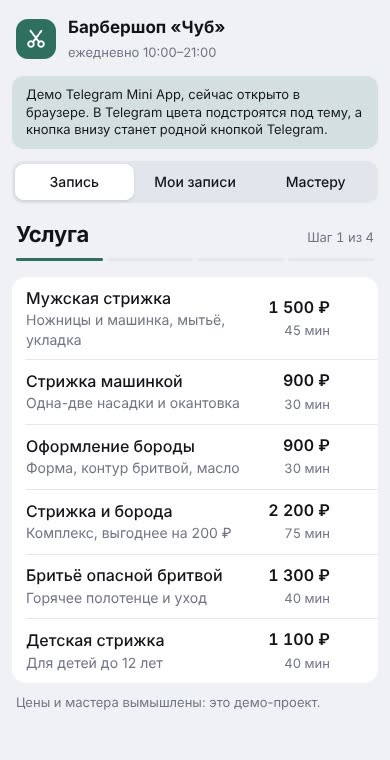 Барбершоп «Чуб»
ежедневно 10:00–21:00
Демо Telegram Mini App, сейчас открыто в
браузере. В Telegram цвета подстроятся под тему, а
кнопка внизу станет родной кнопкой Telegram.
Запись
Мои записи
Мастеру
Услуга
Шаг 1 из 4
Мужская стрижка
1 500 ₽
Ножницы и машинка, мытьё,
укладка
45 мин
Стрижка машинкой
900 ₽
Одна-две насадки и окантовка
30 мин
Оформление бороды
900 ₽
Форма, контур бритвой, масло
30 мин
Стрижка и борода
2 200 ₽
Комплекс, выгоднее на 200 ₽
75 мин
Бритьё опасной бритвой
1 300 ₽
Горячее полотенце и уход
40 мин
Детская стрижка
1 100 ₽
Для детей до 12 лет
40 мин
Цены и мастера вымышлены: это демо-проект.